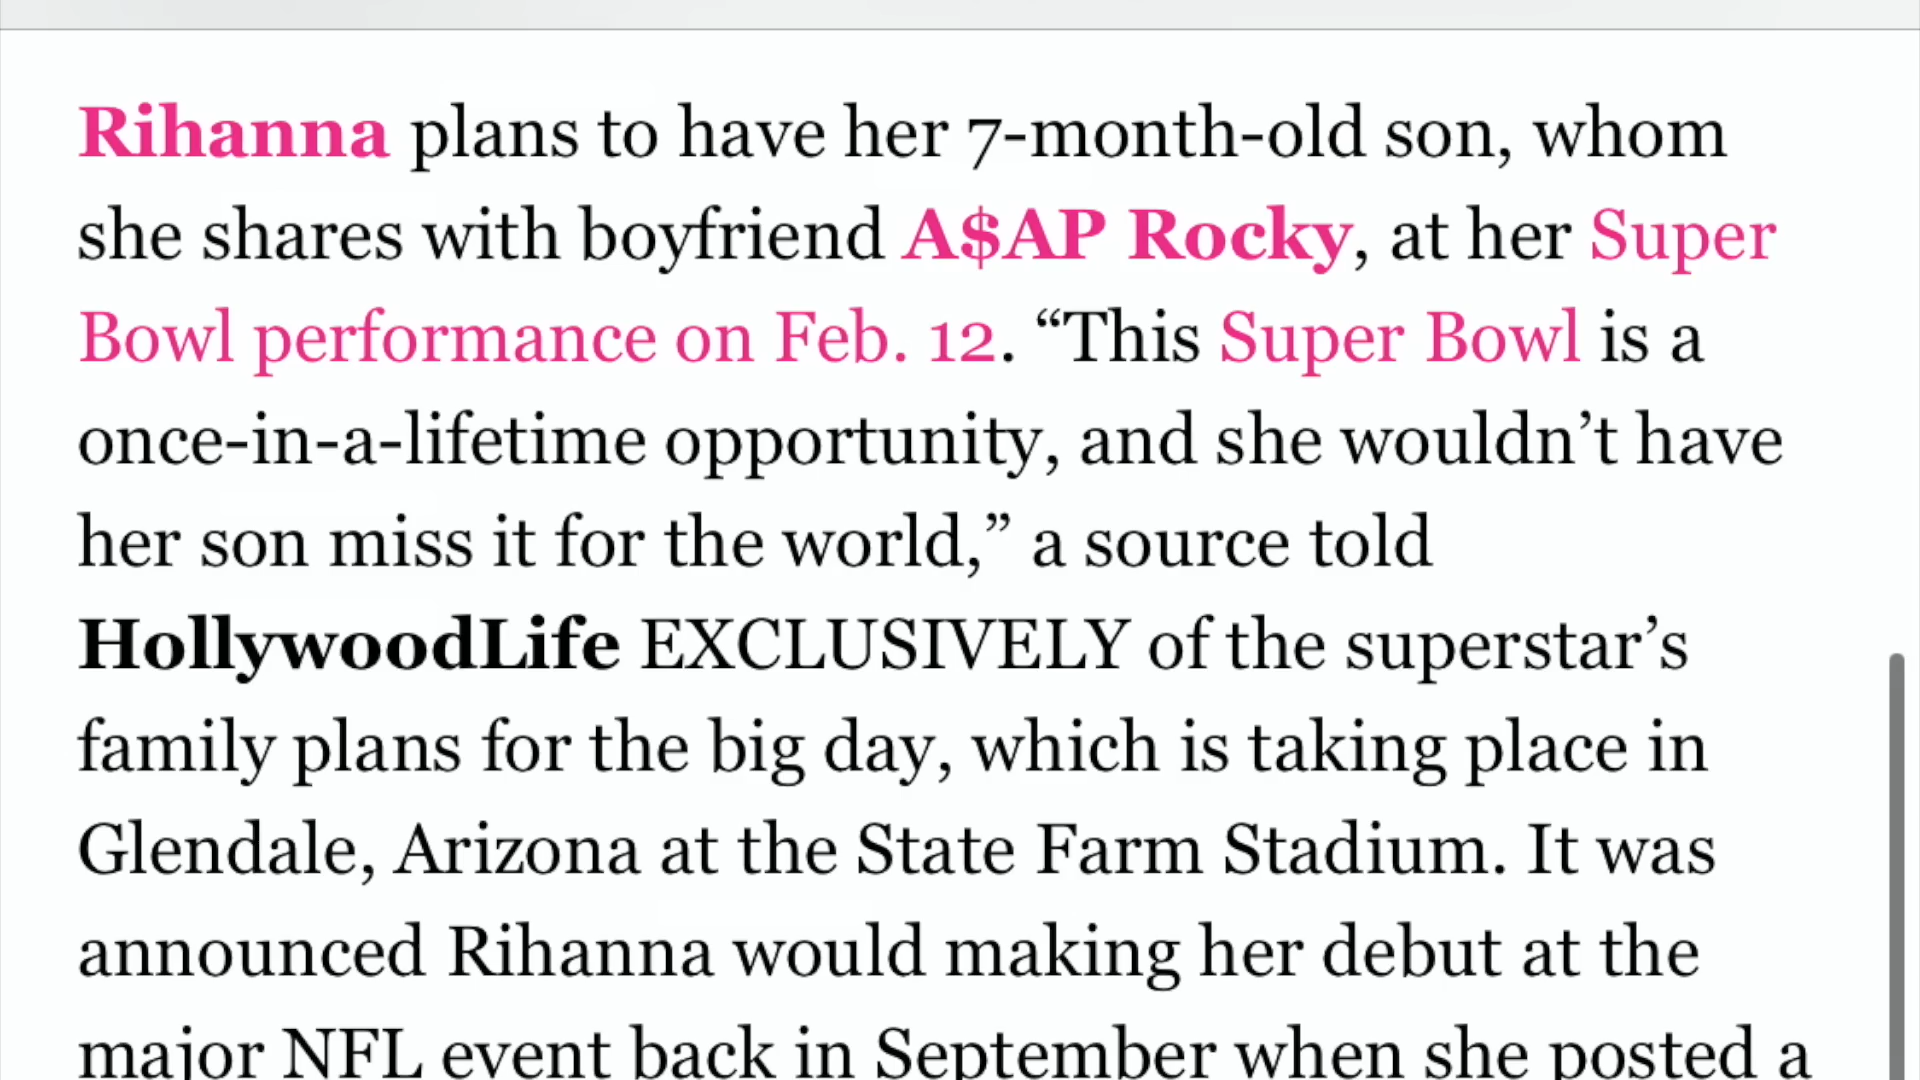 Rihanna plans to have her 7-month-old son, whom
she shares with boyfriend A$AP Rocky, at her Super
Bowl performance on Feb. 12. “This Super Bowl is a
once-in-a-lifetime opportunity, and she wouldn’t have
her son miss it for the world,” a source told
HollywoodLife EXCLUSIVELY of the superstar’s
family plans for the big day, which is taking place in
Glendale, Arizona at the State Farm Stadium. It was
announced Rihanna would making her debut at the
major NFL event back in September when she posted a